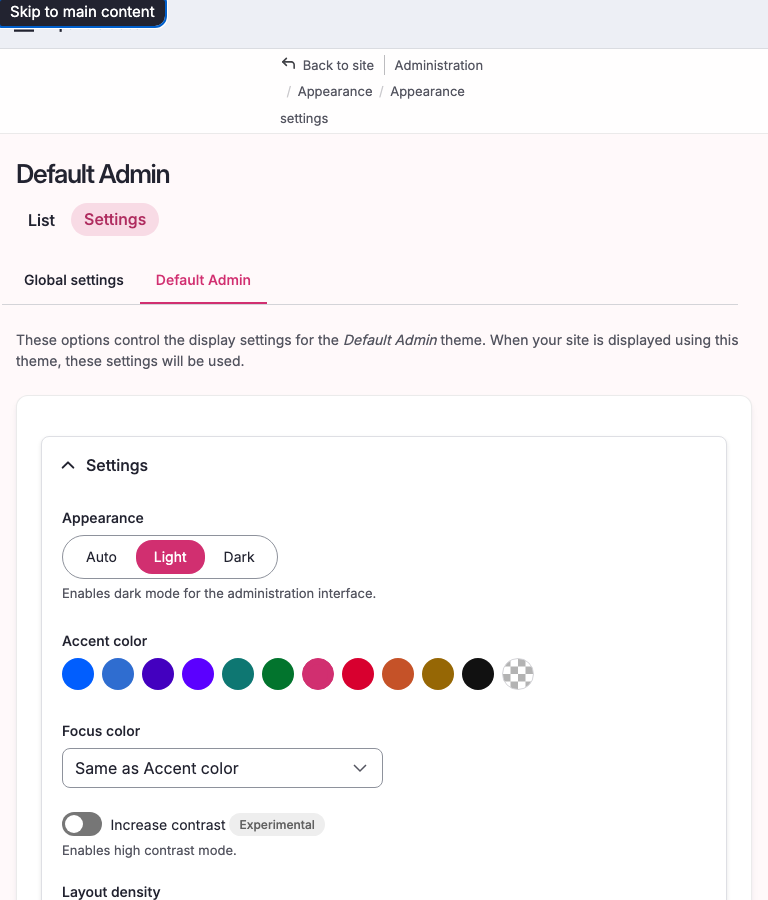 Skip to main content
Back to site
Administration
/ Appearance / Appearance
settings
Default Admin
List
Settings
Global settings
Default Admin
These options control the display settings for the Default Admin theme. When your site is displayed using this
theme, these settings will be used.
Settings
Appearance
Auto
Light
Dark
Enables dark mode for the administration interface.
Accent color
Focus color
Same as Accent color
Increase contrast
Experimental
Enables high contrast mode.
Layout density